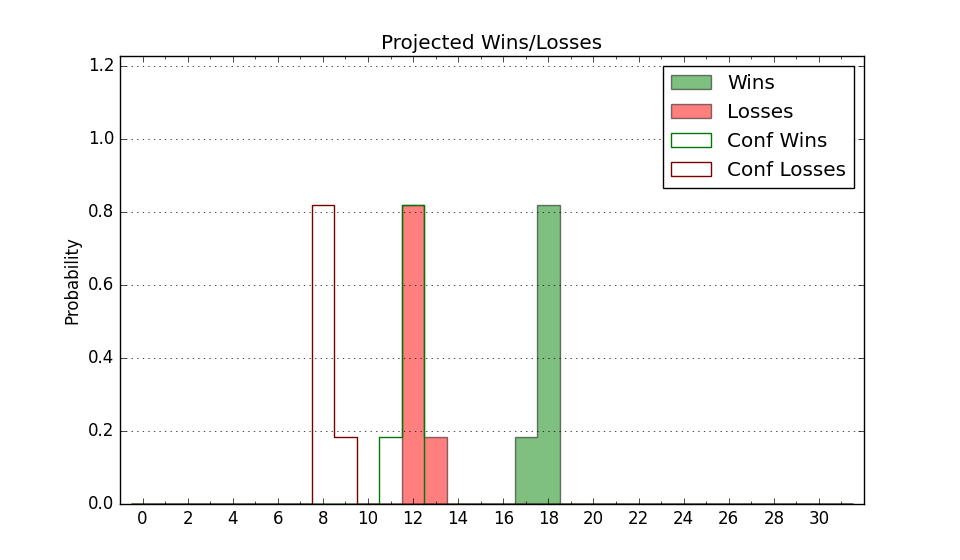 Projected Wins/Losses
1.2
1.0
0.8
0.6
0.4
0.2
0.0
Probability
Wins
Losses
Conf Wins
Conf Losses
0 2 4 6 8 10 12 14 16 18 20 22 24 26 28 30